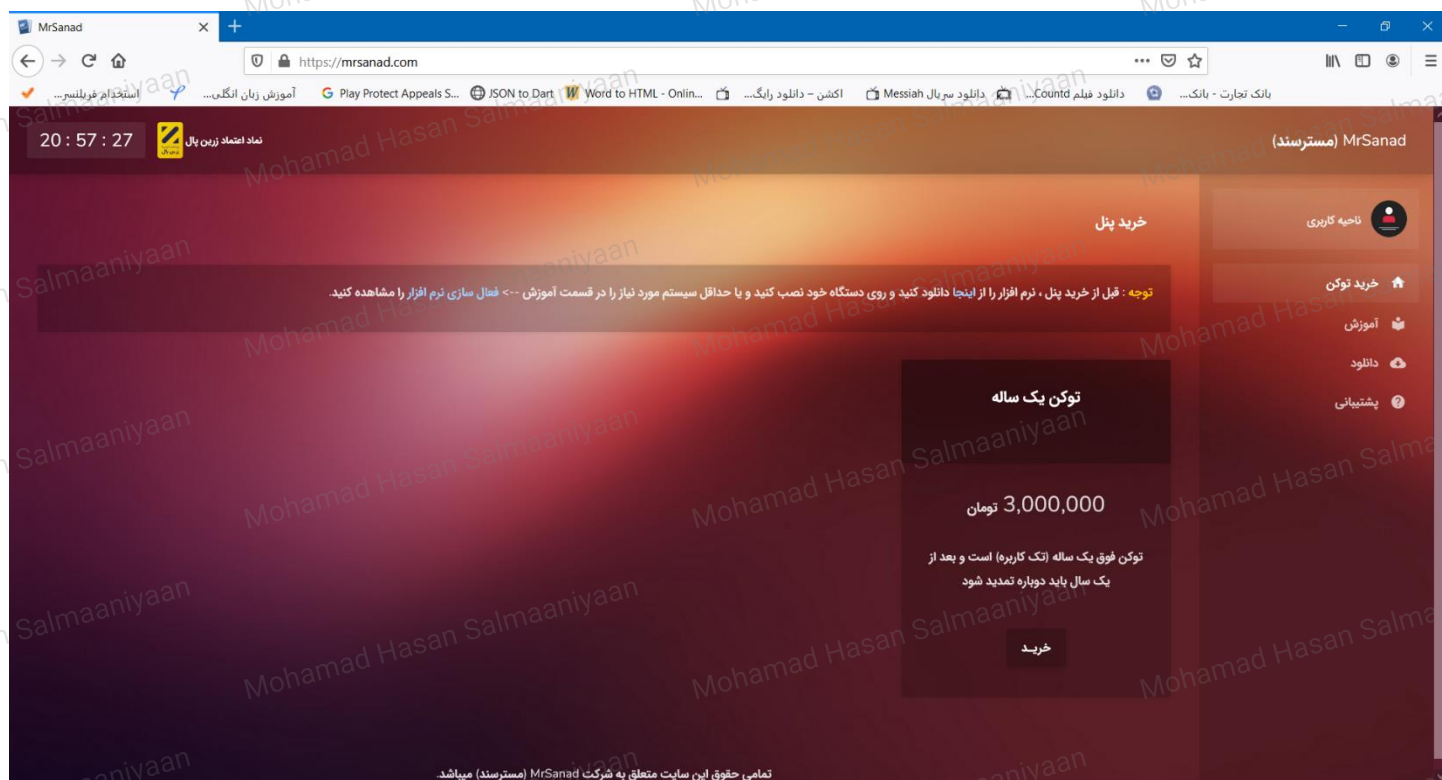 MrSanad
https://mrsanad.com
استخدام فریلنسر...
آموزش زبان انگلی...
Play Protect Appeals S...
JSON to Dart
Word to HTML - Onlin...
اکشن – دانلود رایگ...
دانلود سریال Messiah
دانلود فیلم Countd...
بانک تجارت - بانک...
20 : 57 : 27
نماد اعتماد زرین پال
MrSanad (مسترسند)
ناحیه کاربری
خرید توکن
آموزش
دانلود
پشتیبانی
خرید پنل
توجه : قبل از خرید پنل ، نرم افزار را از اینجا دانلود کنید و روی دستگاه خود نصب کنید و یا حداقل سیستم مورد نیاز را در قسمت آموزش --> فعال سازی نرم افزار را مشاهده کنید.
توکن یک ساله
3,000,000 تومان
توکن فوق یک ساله (تک کاربره) است و بعد از
یک سال باید دوباره تمدید شود
خریـد
تمامی حقوق این سایت متعلق به شرکت MrSanad (مسترسند) میباشد.
Mohamad Hasan Salmaaniyaan